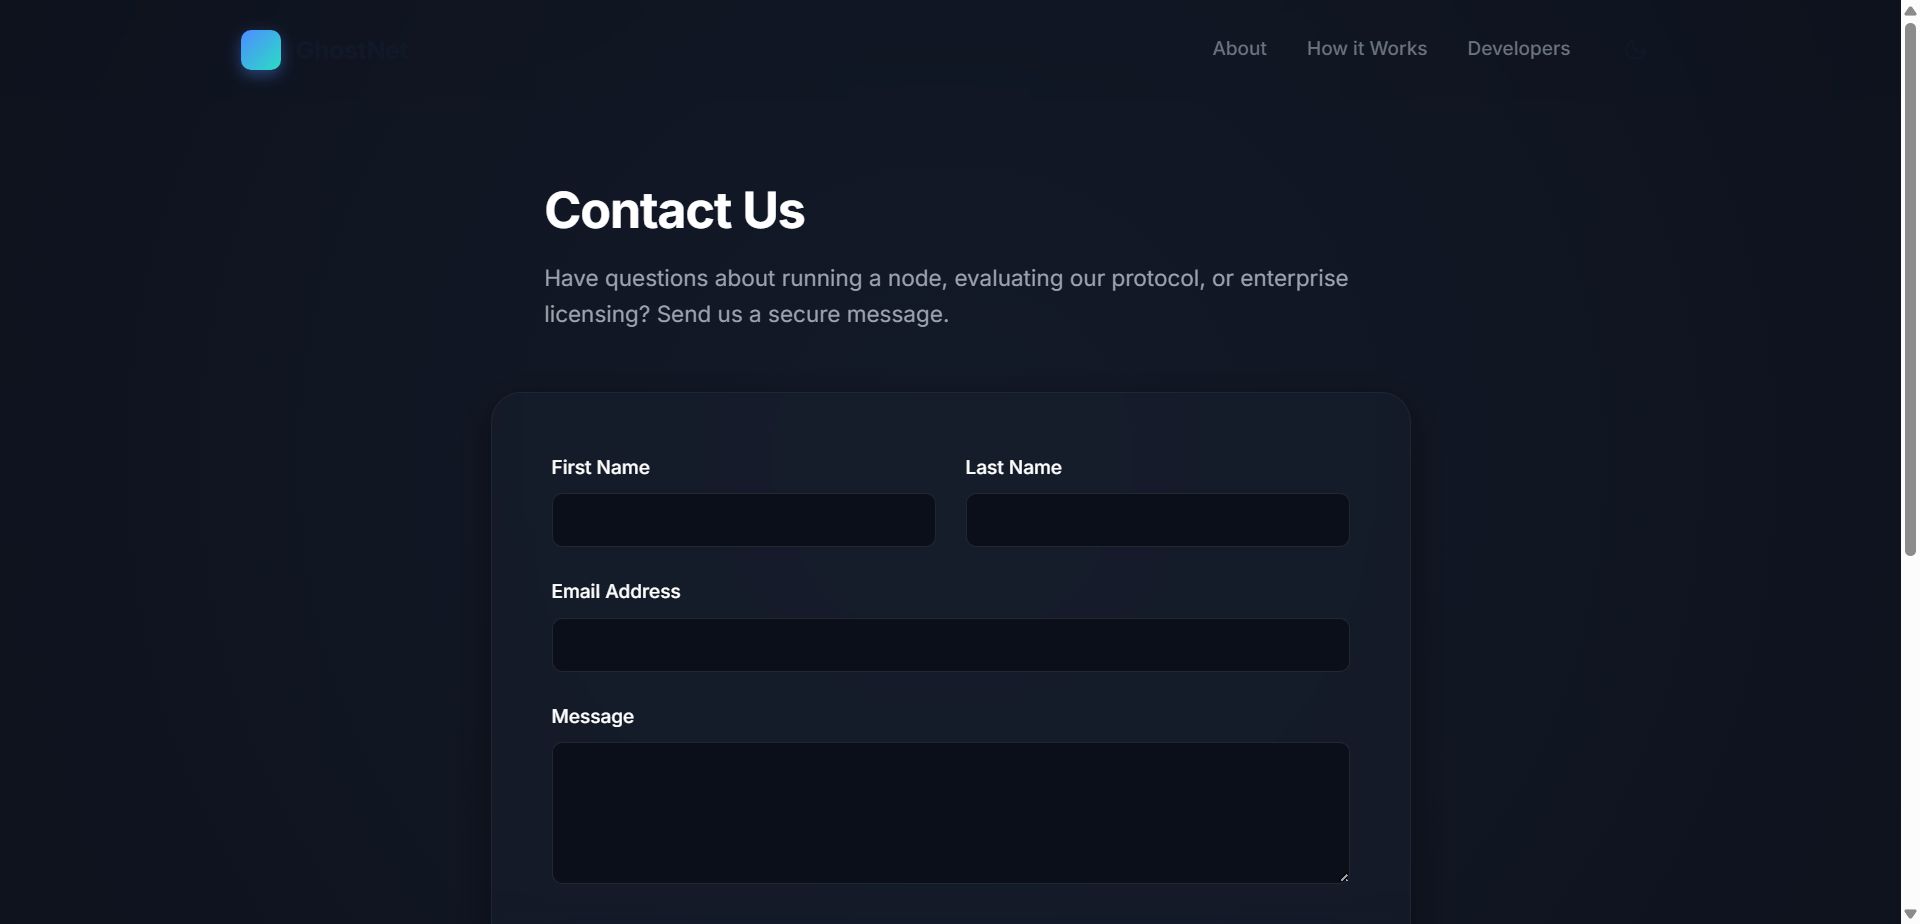 GhostNet
About
How it Works
Developers
Contact Us
Have questions about running a node, evaluating our protocol, or enterprise
licensing? Send us a secure message.
First Name
Last Name
Email Address
Message